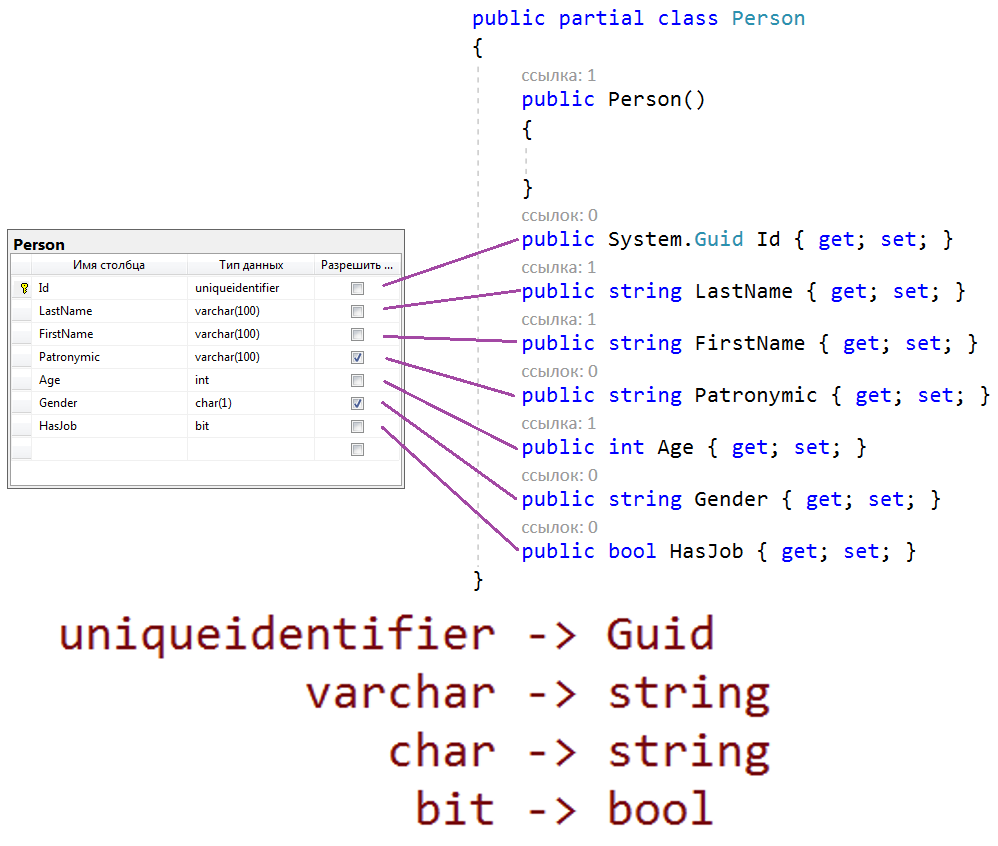 public partial class Person
{
ссылка: 1
public Person()
{
}
ссылок: 0
public System.Guid Id { get; set; }
ссылка: 1
public string LastName { get; set; }
ссылка: 1
public string FirstName { get; set; }
ссылок: 0
public string Patronymic { get; set; }
ссылка: 1
public int Age { get; set; }
ссылок: 0
public string Gender { get; set; }
ссылок: 0
public bool HasJob { get; set; }
}
Person
Имя столбца Тип данных Разрешить ...
Id uniqueidentifier
LastName varchar(100)
FirstName varchar(100)
Patronymic varchar(100)
Age int
Gender char(1)
HasJob bit
uniqueidentifier -> Guid
varchar -> string
char -> string
bit -> bool